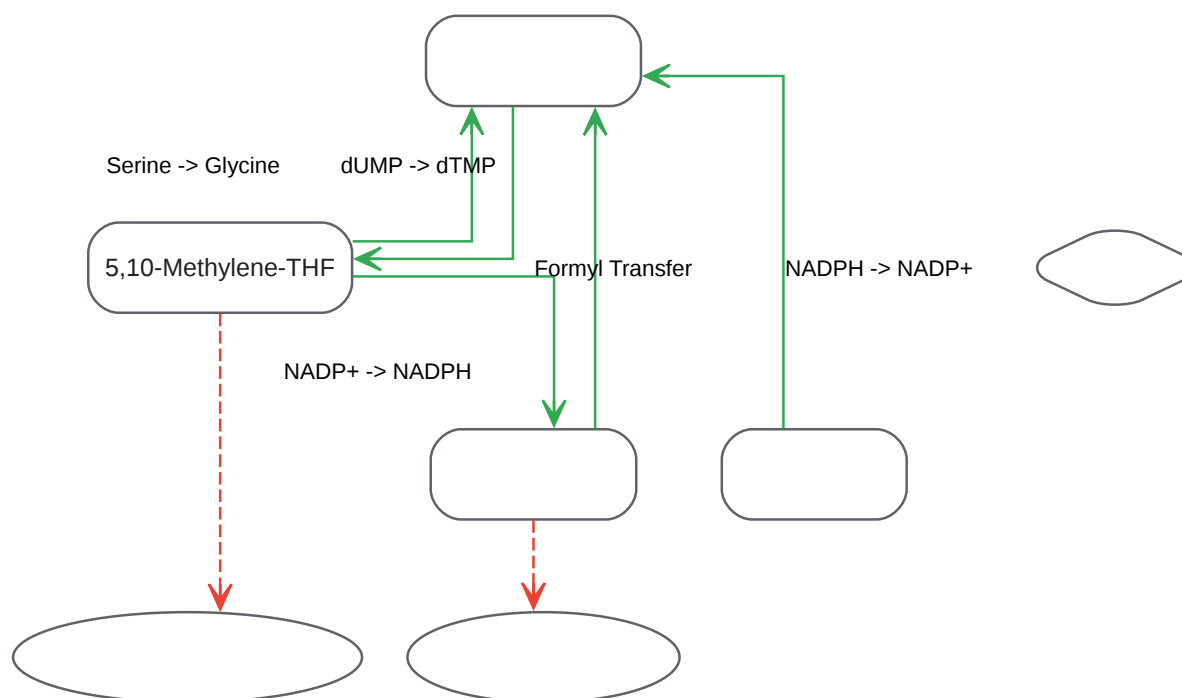 Serine -> Glycine
dUMP -> dTMP
5,10-Methylene-THF
Formyl Transfer
NADPH -> NADP+
NADP+ -> NADPH